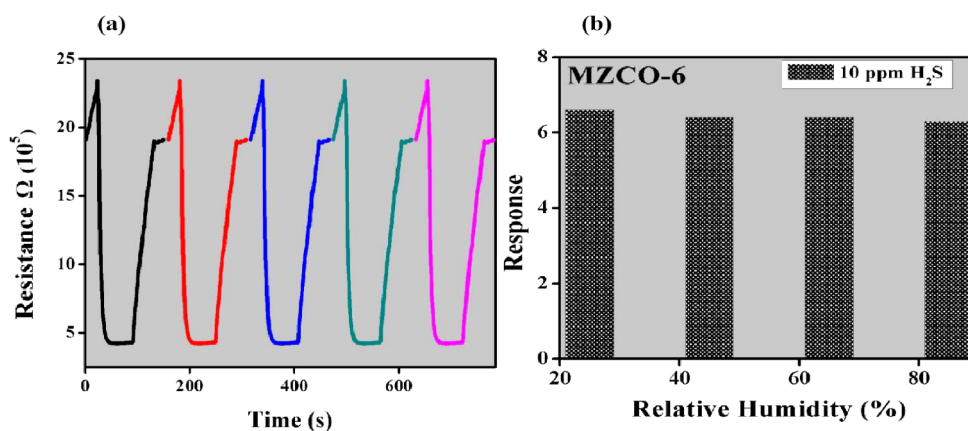 (a)
25
20
15
10
5
0
200
400
600
Resistance Ω (10⁵)
Time (s)
(b)
MZCO-6
10 ppm H₂S
8
6
4
2
0
20
40
60
80
Response
Relative Humidity (%)